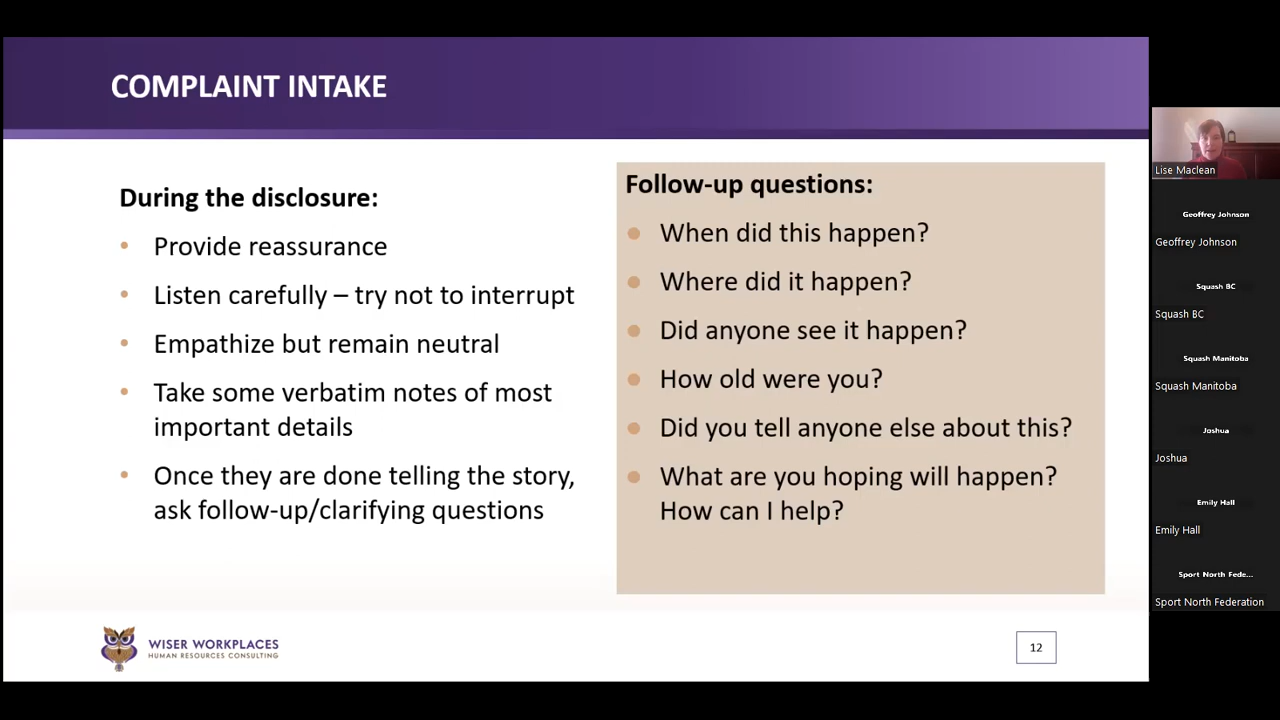 COMPLAINT INTAKE
During the disclosure:
• Provide reassurance
• Listen carefully – try not to interrupt
• Empathize but remain neutral
• Take some verbatim notes of most
important details
• Once they are done telling the story,
ask follow-up/clarifying questions
Follow-up questions:
• When did this happen?
• Where did it happen?
• Did anyone see it happen?
• How old were you?
• Did you tell anyone else about this?
• What are you hoping will happen?
How can I help?
WISER WORKPLACES
HUMAN RESOURCES CONSULTING
12
Lise Maclean
Geoffrey Johnson
Geoffrey Johnson
Squash BC
Squash BC
Squash Manitoba
Squash Manitoba
Joshua
Joshua
Emily Hall
Emily Hall
Sport North Fede...
Sport North Federation